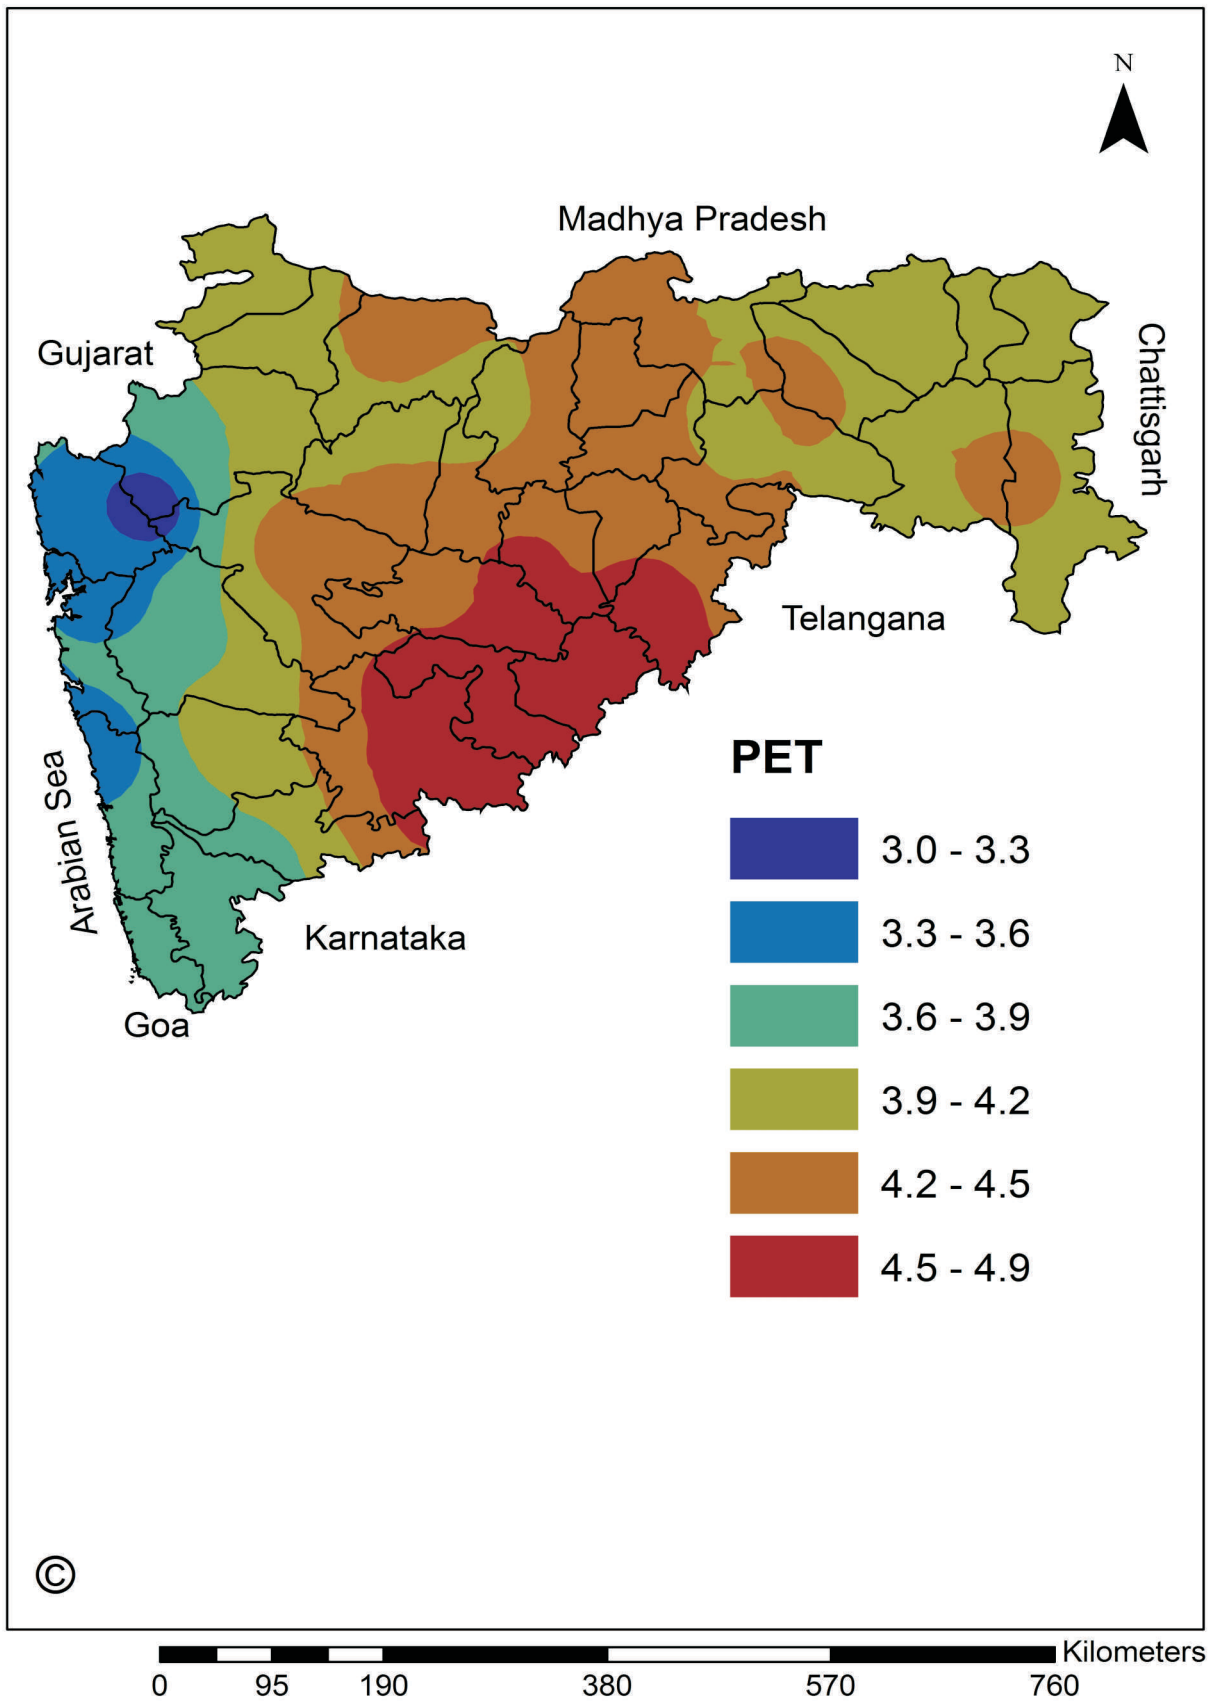 N
Madhya Pradesh
Gujarat
Chattisgarh
Telangana
Arabian Sea
Karnataka
Goa
PET
3.0 - 3.3
3.3 - 3.6
3.6 - 3.9
3.9 - 4.2
4.2 - 4.5
4.5 - 4.9
©
Kilometers
0 95 190 380 570 760